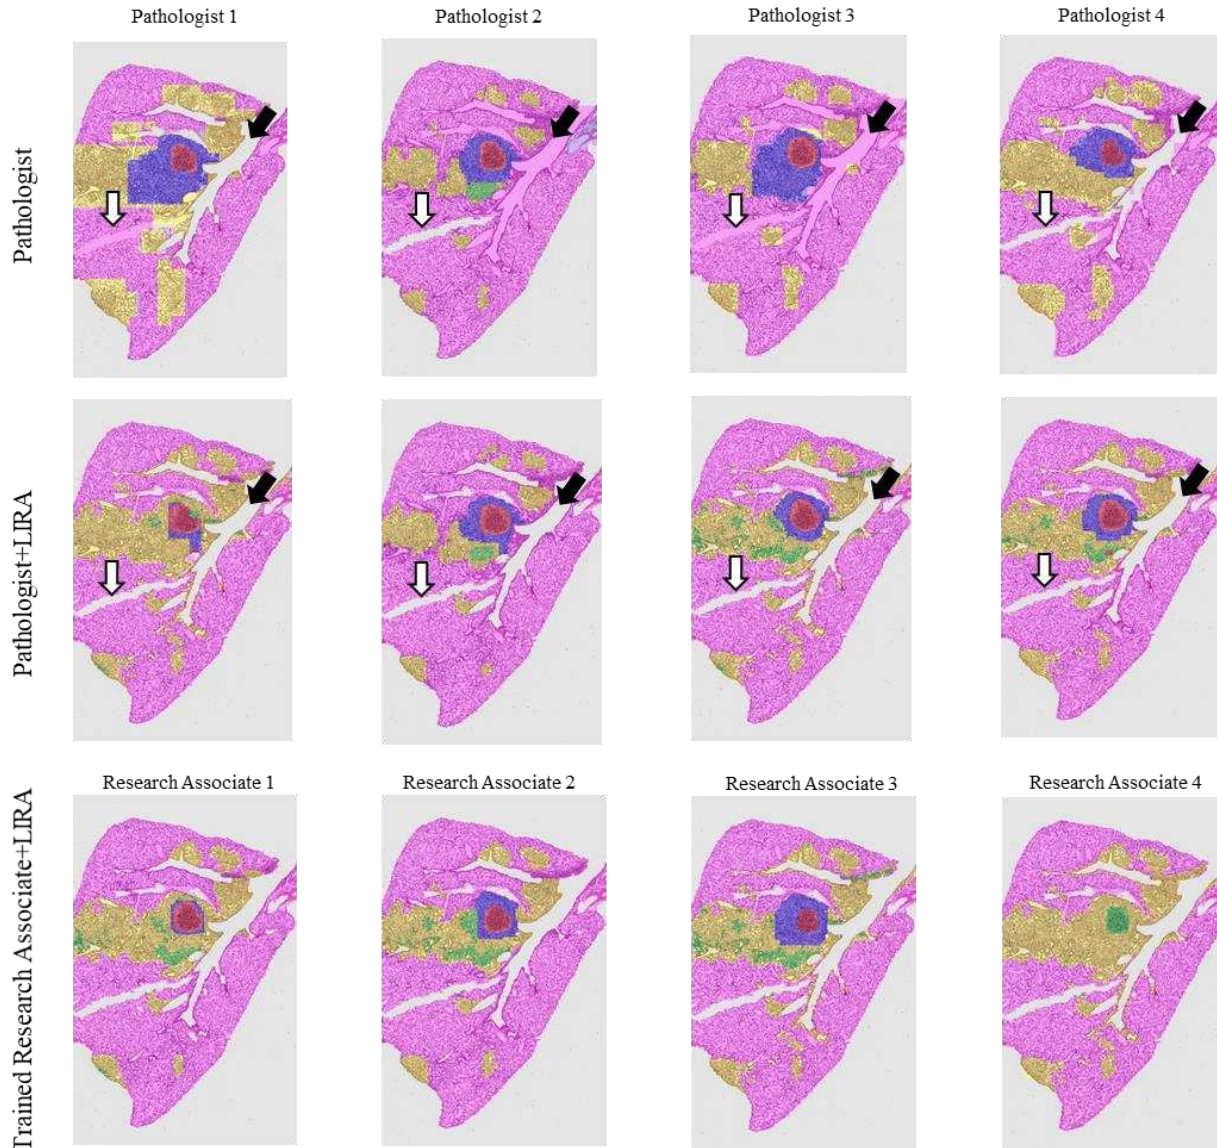 Pathologist 1
Pathologist 2
Pathologist 3
Pathologist 4
Pathologist
Pathologist+LIRA
Research Associate 1
Research Associate 2
Research Associate 3
Research Associate 4
Trained Research Associate+LIRA